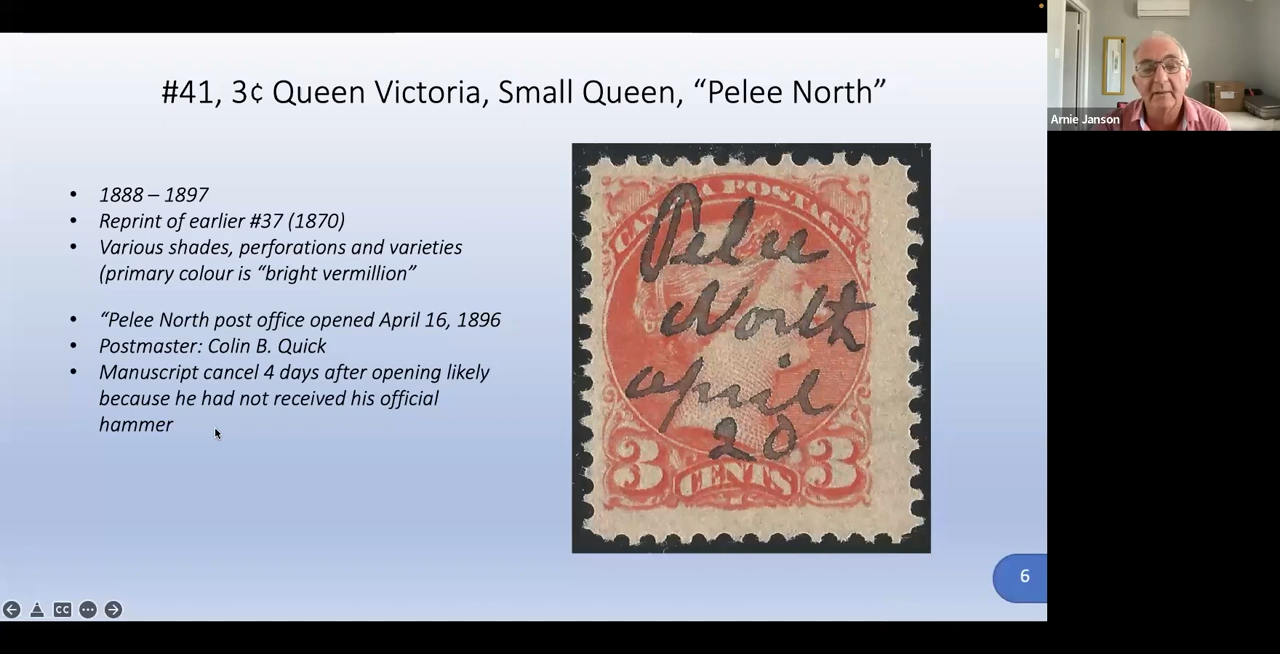 #41, 3¢ Queen Victoria, Small Queen, “Pelee North”
• 1888 – 1897
• Reprint of earlier #37 (1870)
• Various shades, perforations and varieties
(primary colour is “bright vermillion”
• “Pelee North post office opened April 16, 1896
• Postmaster: Colin B. Quick
• Manuscript cancel 4 days after opening likely
because he had not received his official
hammer
CANADA POSTAGE
Pelee
North
april
20
3 CENTS 3
6
CC
Arnie Janson